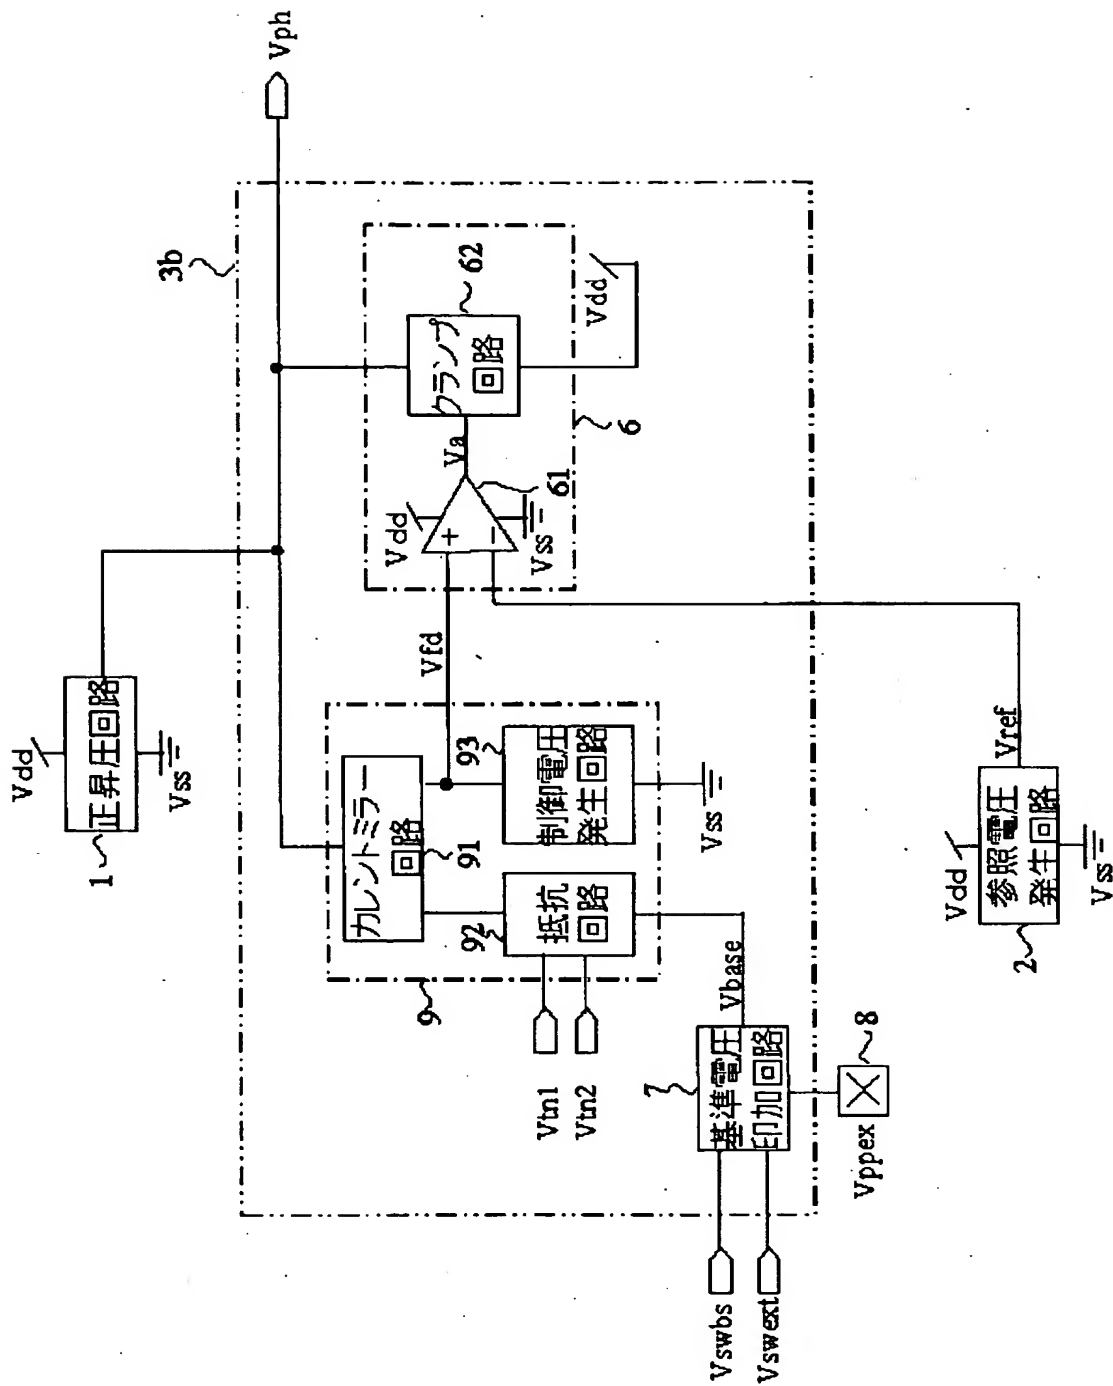 Vph
3b
Vdd
正昇圧回路
Vss
1
クランプ
回路
62
Vdd
6
Va
61
Vdd
+
−
Vss
Vfd
カレントミラー
回路
91
制御電圧
発生回路
93
Vss
抵抗
回路
92
9
Vtn1
Vtn2
Vbase
基準電圧
印加回路
7
8
Vppex
Vswbs
Vswext
Vref
Vdd
参照電圧
発生回路
Vss
2